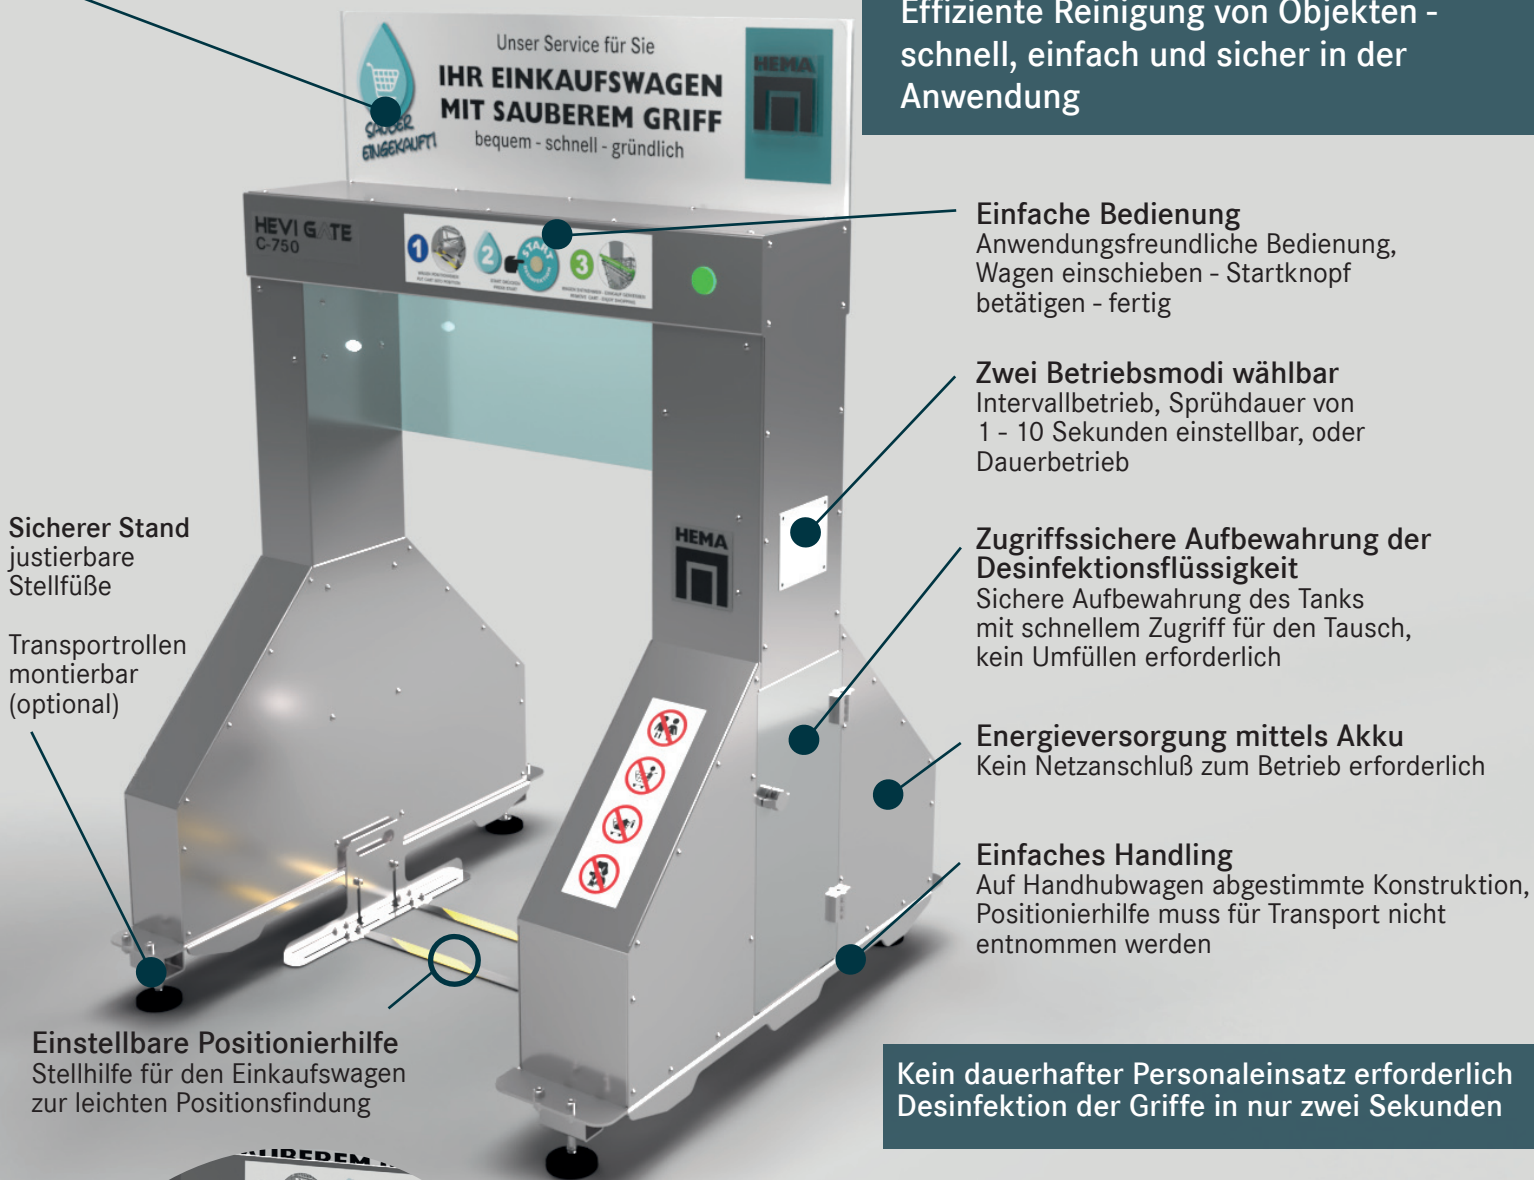 Effiziente Reinigung von Objekten -
schnell, einfach und sicher in der
Anwendung
Unser Service für Sie
IHR EINKAUFSWAGEN
MIT SAUBEREM GRIFF
bequem - schnell - gründlich
SAUBER
EINGEKAUFT!
HEMA
HEVI GATE
C-750
1
2
START
3
Einfache Bedienung
Anwendungsfreundliche Bedienung,
Wagen einschieben - Startknopf
betätigen - fertig
Zwei Betriebsmodi wählbar
Intervallbetrieb, Sprühdauer von
1 - 10 Sekunden einstellbar, oder
Dauerbetrieb
HEMA
Zugriffssichere Aufbewahrung der
Desinfektionsflüssigkeit
Sichere Aufbewahrung des Tanks
mit schnellem Zugriff für den Tausch,
kein Umfüllen erforderlich
Energieversorgung mittels Akku
Kein Netzanschluß zum Betrieb erforderlich
Einfaches Handling
Auf Handhubwagen abgestimmte Konstruktion,
Positionierhilfe muss für Transport nicht
entnommen werden
Sicherer Stand
justierbare
Stellfüße
Transportrollen
montierbar
(optional)
Einstellbare Positionierhilfe
Stellhilfe für den Einkaufswagen
zur leichten Positionsfindung
Kein dauerhafter Personaleinsatz erforderlich
Desinfektion der Griffe in nur zwei Sekunden